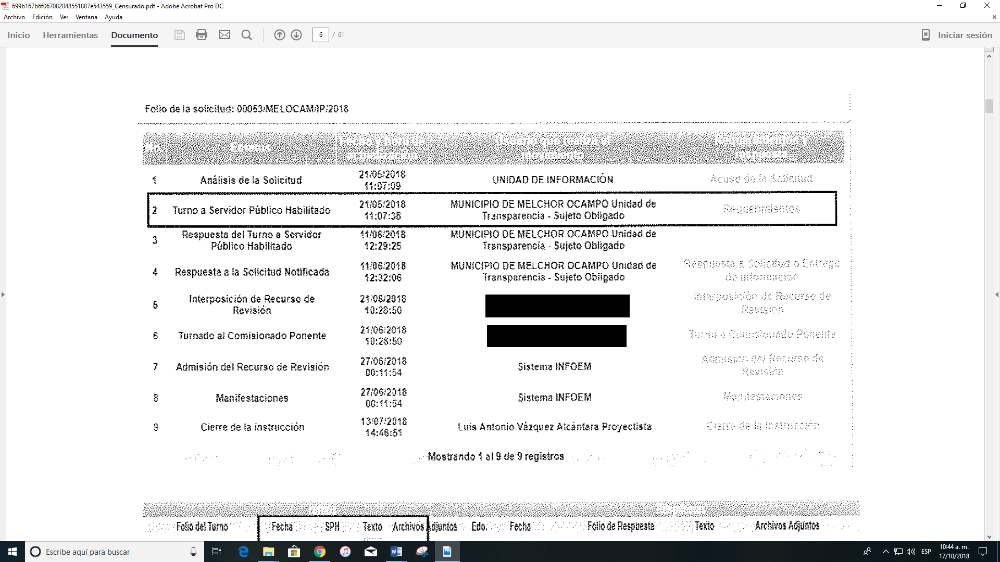 699b167b6f067082048551887e543559_Censurado.pdf - Adobe Acrobat Pro DC
Archivo Edición Ver Ventana Ayuda
Inicio Herramientas Documento 6 / 61 Iniciar sesión
Folio de la solicitud: 00053/MELOCAM/IP/2018
No. Estatus Fecha y hora de actualización Usuario que realiza el movimiento Requerimientos y respuesta
1 Análisis de la Solicitud 21/05/2018 11:07:09 UNIDAD DE INFORMACIÓN Acuse de la Solicitud
2 Turno a Servidor Público Habilitado 21/05/2018 11:07:38 MUNICIPIO DE MELCHOR OCAMPO Unidad de Transparencia - Sujeto Obligado Requerimientos
3 Respuesta del Turno a Servidor Público Habilitado 11/06/2018 12:29:25 MUNICIPIO DE MELCHOR OCAMPO Unidad de Transparencia - Sujeto Obligado
4 Respuesta a la Solicitud Notificada 11/06/2018 12:32:06 MUNICIPIO DE MELCHOR OCAMPO Unidad de Transparencia - Sujeto Obligado Respuesta a Solicitud o Entrega de Información
5 Interposición de Recurso de Revisión 21/06/2018 10:28:50 Interposición de Recurso de Revisión
6 Turnado al Comisionado Ponente 21/06/2018 10:28:50 Turno a Comisionado Ponente
7 Admisión del Recurso de Revisión 27/06/2018 00:11:54 Sistema INFOEM Admisión del Recurso de Revisión
8 Manifestaciones 27/06/2018 00:11:54 Sistema INFOEM Manifestaciones
9 Cierre de la instrucción 13/07/2018 14:46:51 Luis Antonio Vázquez Alcántara Proyectista Cierre de la Instrucción
Mostrando 1 al 9 de 9 registros
Folio del Turno Fecha SPH Texto Archivos Adjuntos Edo. Fecha Folio de Respuesta Texto Archivos Adjuntos
Escribe aquí para buscar ESP 10:44 a. m.
17/10/2018